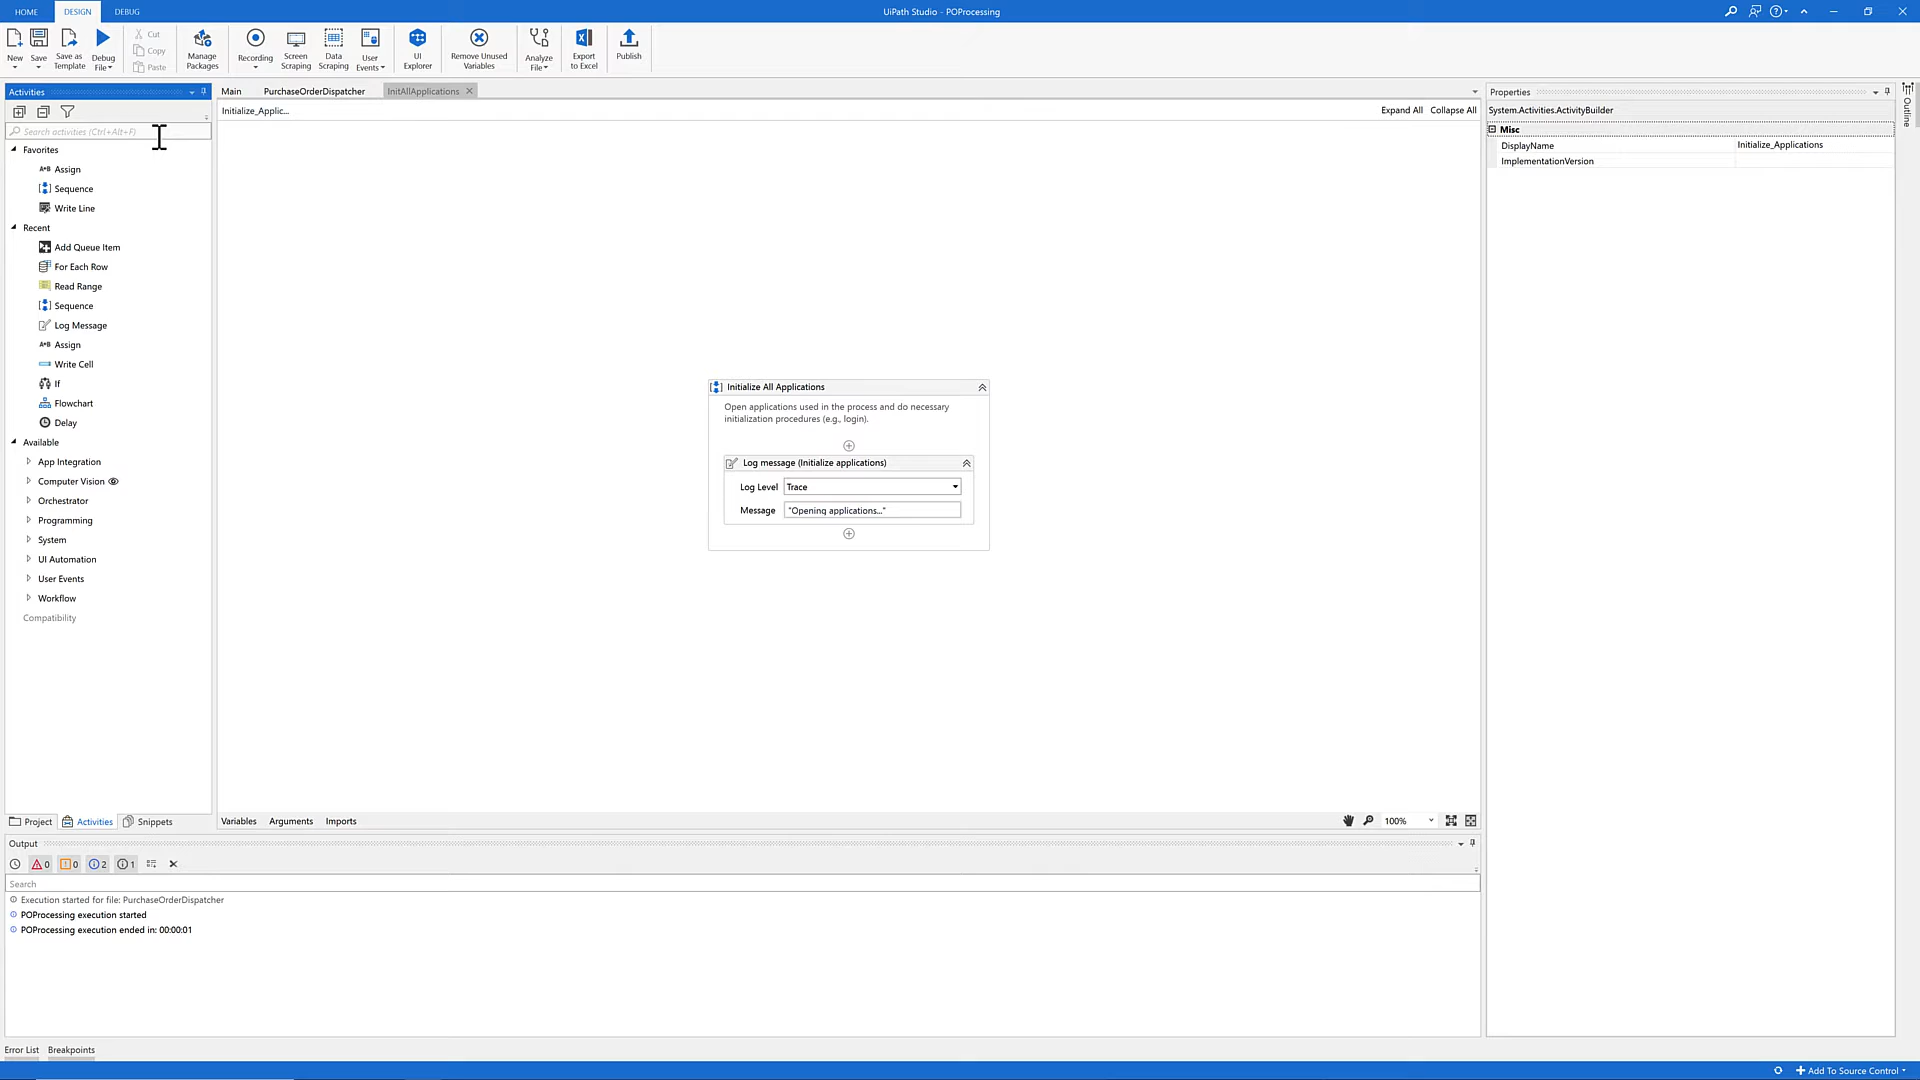 HOME DESIGN DEBUG UiPath Studio - POProcessing
New Save Save as Template Debug File Cut Copy Paste Manage Packages Recording Screen Scraping Data Scraping User Events UI Explorer Remove Unused Variables Analyze File Export to Excel Publish
Activities
Search activities (Ctrl+Alt+F)
Favorites
Assign
Sequence
Write Line
Recent
Add Queue Item
For Each Row
Read Range
Sequence
Log Message
Assign
Write Cell
If
Flowchart
Delay
Available
App Integration
Computer Vision
Orchestrator
Programming
System
UI Automation
User Events
Workflow
Compatibility
Project Activities Snippets
Main PurchaseOrderDispatcher InitAllApplications
Initialize_Applic... Expand All Collapse All
Initialize All Applications
Open applications used in the process and do necessary
initialization procedures (e.g., login).
Log message (Initialize applications)
Log Level Trace
Message "Opening applications..."
Variables Arguments Imports 100%
Properties
System.Activities.ActivityBuilder
Misc
DisplayName Initialize_Applications
ImplementationVersion
Outline
Output
0 0 2 1
Search
Execution started for file: PurchaseOrderDispatcher
POProcessing execution started
POProcessing execution ended in: 00:00:01
Error List Breakpoints
Add To Source Control